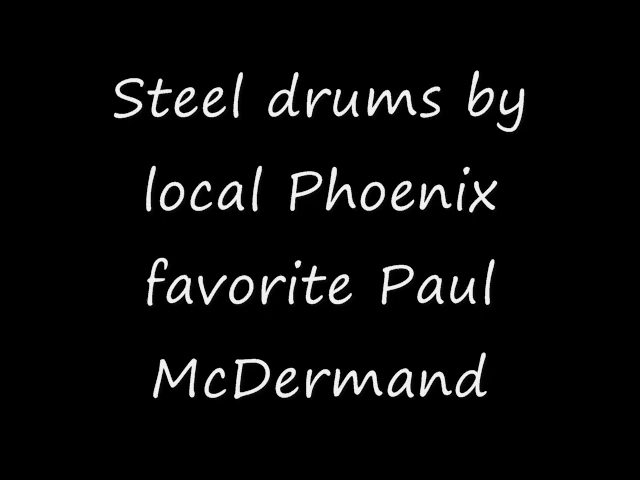 Steel drums by
local Phoenix
favorite Paul
McDermand